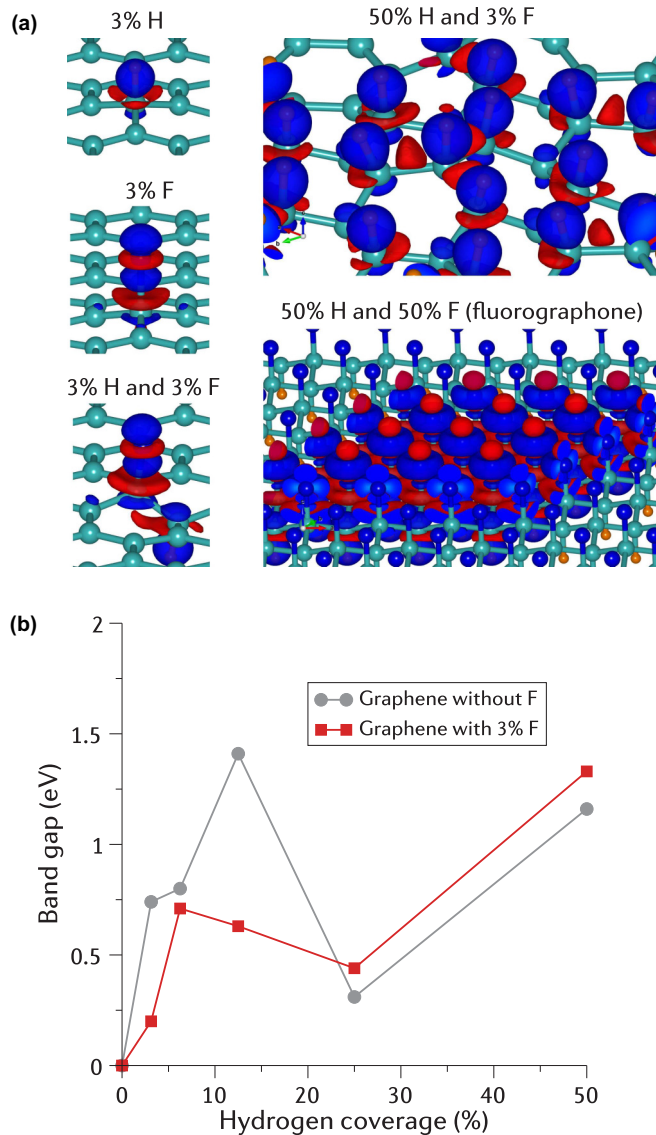 (a)
3% H
50% H and 3% F
3% F
50% H and 50% F (fluorographone)
3% H and 3% F
(b)
2
1.5
1
0.5
0
Band gap (eV)
Graphene without F
Graphene with 3% F
0
10
20
30
40
50
Hydrogen coverage (%)